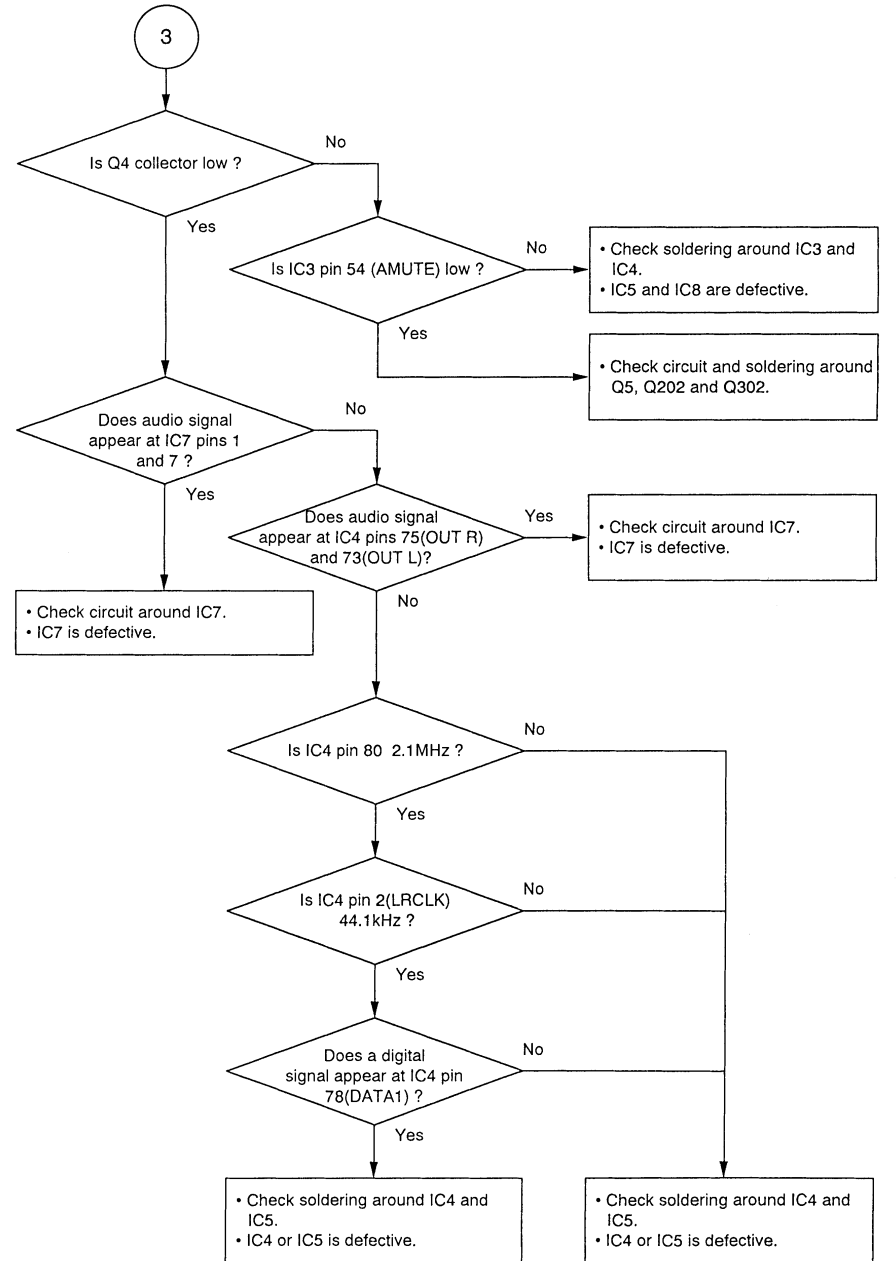 3
Is Q4 collector low ?
No
Yes
Is IC3 pin 54 (AMUTE) low ?
No
• Check soldering around IC3 and
IC4.
• IC5 and IC8 are defective.
Yes
• Check circuit and soldering around
Q5, Q202 and Q302.
Does audio signal
appear at IC7 pins 1
and 7 ?
No
Yes
Does audio signal
appear at IC4 pins 75(OUT R)
and 73(OUT L)?
Yes
• Check circuit around IC7.
• IC7 is defective.
No
• Check circuit around IC7.
• IC7 is defective.
Is IC4 pin 80 2.1MHz ?
No
Yes
Is IC4 pin 2(LRCLK)
44.1kHz ?
No
Yes
Does a digital
signal appear at IC4 pin
78(DATA1) ?
No
Yes
• Check soldering around IC4 and
IC5.
• IC4 or IC5 is defective.
• Check soldering around IC4 and
IC5.
• IC4 or IC5 is defective.